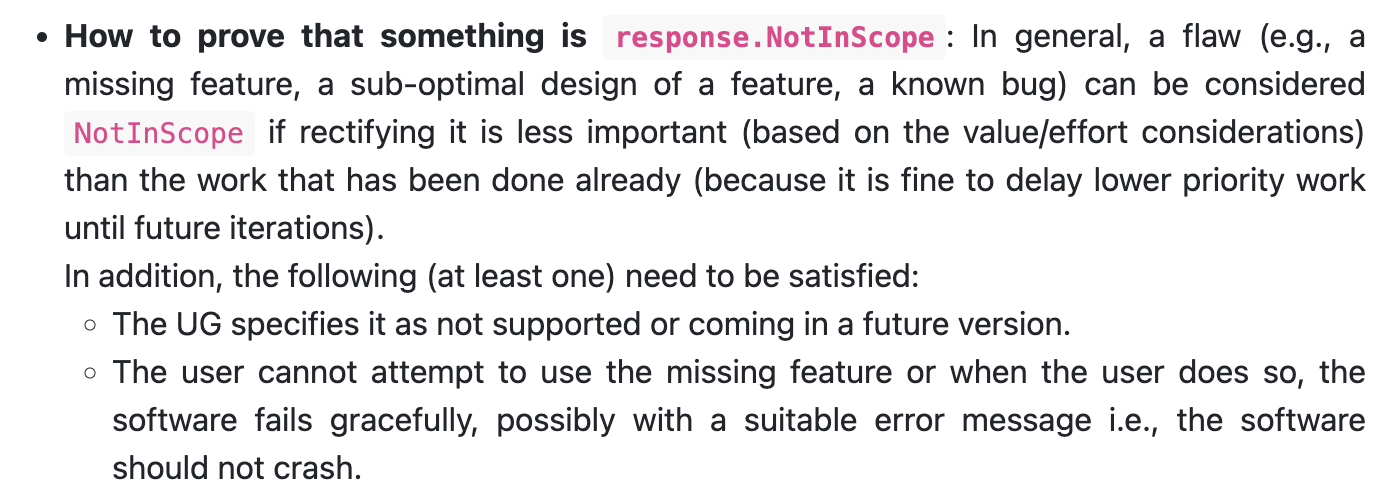 • How to prove that something is response.NotInScope : In general, a flaw (e.g., a
missing feature, a sub-optimal design of a feature, a known bug) can be considered
NotInScope if rectifying it is less important (based on the value/effort considerations)
than the work that has been done already (because it is fine to delay lower priority work
until future iterations).
In addition, the following (at least one) need to be satisfied:
◦ The UG specifies it as not supported or coming in a future version.
◦ The user cannot attempt to use the missing feature or when the user does so, the
software fails gracefully, possibly with a suitable error message i.e., the software
should not crash.